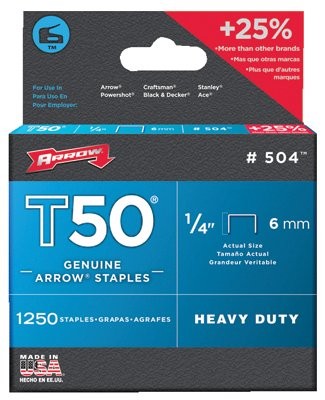 +25%
•More than other brands
•Mas que otras marcas
•Plus que d'autres marques
TM
For Use In
Para Uso En
Pour Employer:
Arrow®
Powershot®
Craftsman®
Black & Decker®
Stanley®
Ace®
T50® 1/4" 6 mm # 504™ +25%
ARROW # 504™
T50®
GENUINE
ARROW® STAPLES
1/4" 6 mm
Actual Size
Tamaño Actual
Grandeur Veritable
1250 STAPLES•GRAPAS•AGRAFES
HEAVY DUTY
MADE IN
USA
HECHO EN EE.UU.